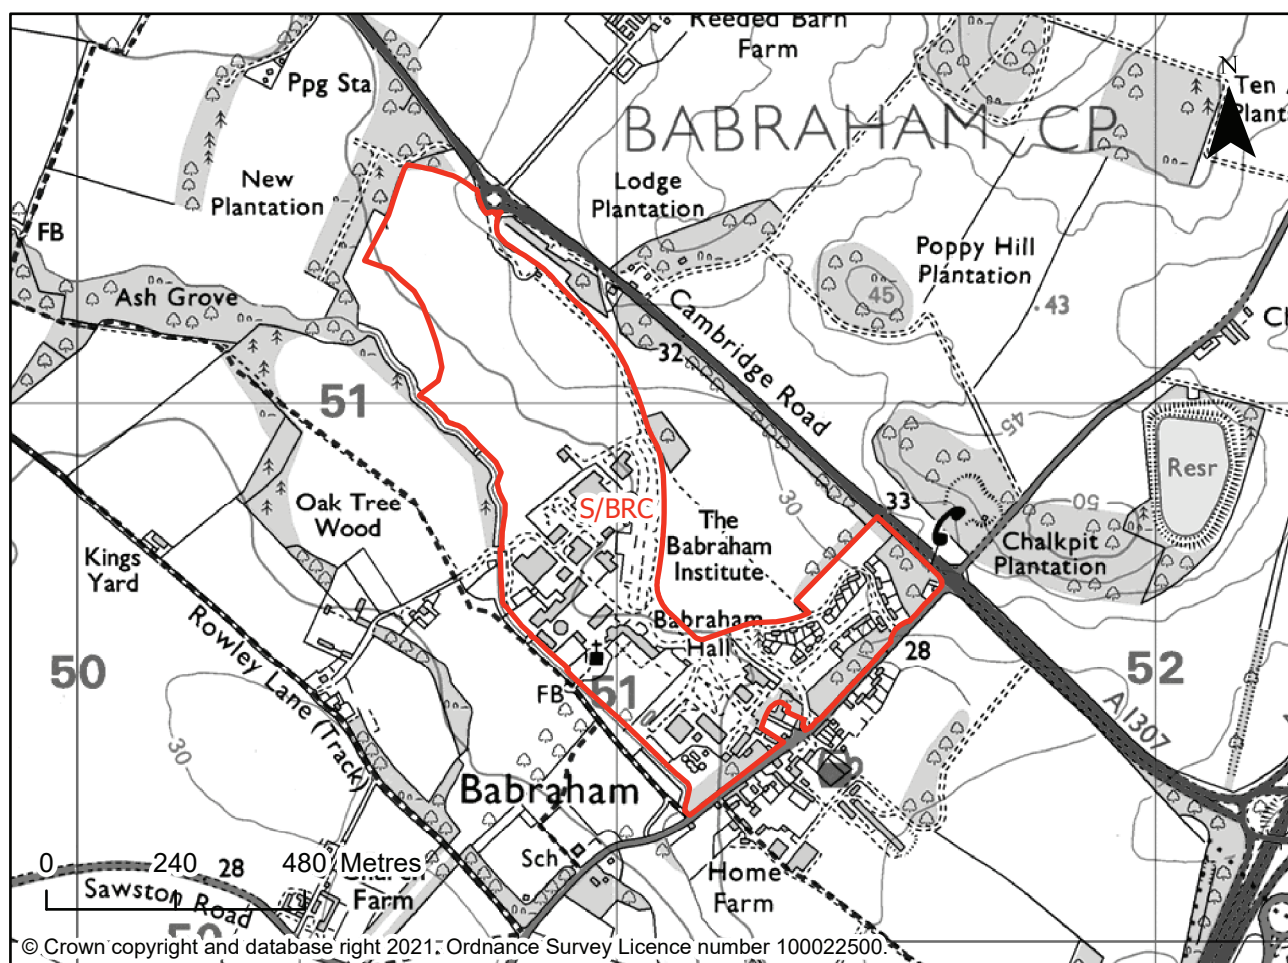 Reeded Barn
Farm
Ppg Sta
N
BABRAHAM CP
Ten
Plant
New
Plantation
Lodge
Plantation
FB
Poppy Hill
Plantation
Ash Grove
45
43
Cambridge Road
32
51
45
Resr
30
50
S/BRC
Oak Tree
Wood
The
Babraham
Institute
33
Chalkpit
Plantation
Kings
Yard
Babraham
Hall
28
Rowley Lane (Track)
50
52
FB
51
A1307
30
Babraham
Sch
Home
Farm
0 240 480 Metres
28
Sawston Road
Church
Farm
© Crown copyright and database right 2021. Ordnance Survey Licence number 100022500.